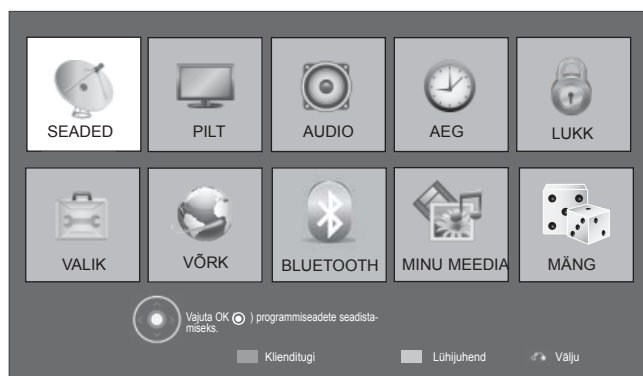 SEADED PILT AUDIO AEG LUKK
VALIK VÕRK BLUETOOTH MINU MEEDIA MÄNG
Vajuta OK ) programmiseadete seadista-
miseks.
Klienditugi Lühijuhend Välju